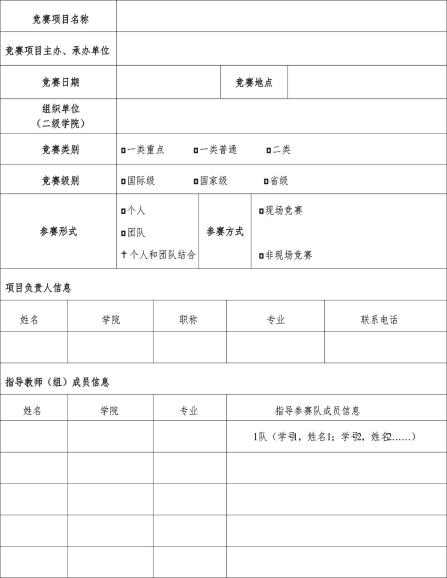 竞赛项目名称
竞赛项目主办、承办单位
竞赛日期 竞赛地点
组织单位
（二级学院）
竞赛类别 ¤一类重点 ¤一类普通 ¤二类
竞赛级别 ¤国际级 ¤国家级 ¤省级
参赛形式 ¤个人
¤团队
†个人和团队结合
参赛方式 ¤现场竞赛
¤非现场竞赛
项目负责人信息
姓名 学院 职称 专业 联系电话
指导教师（组）成员信息
姓名 学院 专业 指导参赛队成员信息
1队（学号1，姓名1；学号2，姓名2……）